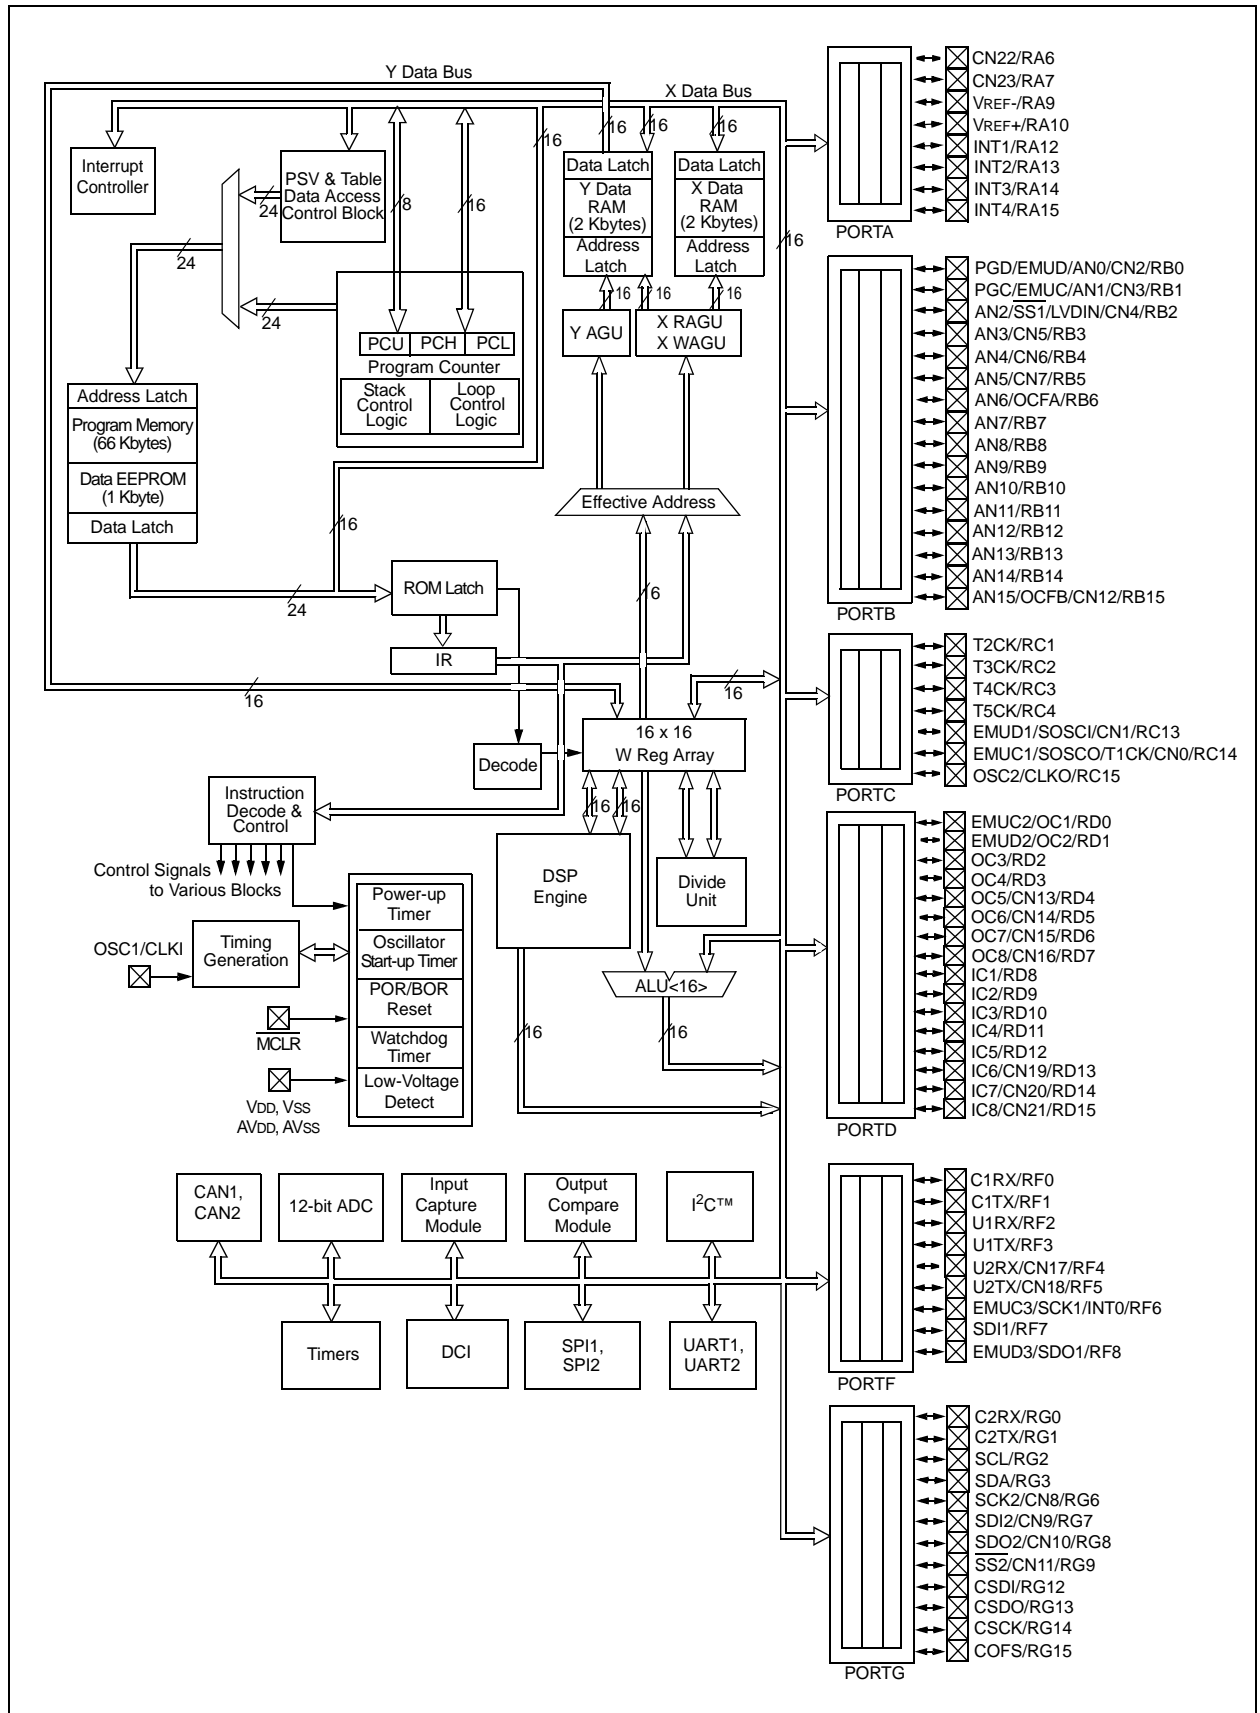 Y Data Bus
X Data Bus
Interrupt
Controller
PSV & Table
Data Access
Control Block
24
8
16
24
24
16
16
16
16
16
Data Latch
Y Data
RAM
(2 Kbytes)
Address
Latch
Data Latch
X Data
RAM
(2 Kbytes)
Address
Latch
16
16
16
Y AGU
X RAGU
X WAGU
PCU
PCH
PCL
Program Counter
Stack
Control
Logic
Loop
Control
Logic
Address Latch
Program Memory
(66 Kbytes)
Data EEPROM
(1 Kbyte)
Data Latch
16
24
Effective Address
ROM Latch
IR
16
16
16
16 x 16
W Reg Array
Decode
Instruction
Decode &
Control
Control Signals
to Various Blocks
16
16
DSP
Engine
Divide
Unit
OSC1/CLKI
Timing
Generation
Power-up
Timer
Oscillator
Start-up Timer
POR/BOR
Reset
Watchdog
Timer
Low-Voltage
Detect
MCLR
VDD, VSS
AVDD, AVSS
ALU<16>
16
16
CAN1,
CAN2
12-bit ADC
Input
Capture
Module
Output
Compare
Module
I2C™
Timers
DCI
SPI1,
SPI2
UART1,
UART2
CN22/RA6
CN23/RA7
VREF-/RA9
VREF+/RA10
INT1/RA12
INT2/RA13
INT3/RA14
INT4/RA15
PORTA
PGD/EMUD/AN0/CN2/RB0
PGC/EMUC/AN1/CN3/RB1
AN2/SS1/LVDIN/CN4/RB2
AN3/CN5/RB3
AN4/CN6/RB4
AN5/CN7/RB5
AN6/OCFA/RB6
AN7/RB7
AN8/RB8
AN9/RB9
AN10/RB10
AN11/RB11
AN12/RB12
AN13/RB13
AN14/RB14
AN15/OCFB/CN12/RB15
PORTB
T2CK/RC1
T3CK/RC2
T4CK/RC3
T5CK/RC4
EMUD1/SOSCI/CN1/RC13
EMUC1/SOSCO/T1CK/CN0/RC14
OSC2/CLKO/RC15
PORTC
EMUC2/OC1/RD0
EMUD2/OC2/RD1
OC3/RD2
OC4/RD3
OC5/CN13/RD4
OC6/CN14/RD5
OC7/CN15/RD6
OC8/CN16/RD7
IC1/RD8
IC2/RD9
IC3/RD10
IC4/RD11
IC5/RD12
IC6/CN19/RD13
IC7/CN20/RD14
IC8/CN21/RD15
PORTD
C1RX/RF0
C1TX/RF1
U1RX/RF2
U1TX/RF3
U2RX/CN17/RF4
U2TX/CN18/RF5
EMUC3/SCK1/INT0/RF6
SDI1/RF7
EMUD3/SDO1/RF8
PORTF
C2RX/RG0
C2TX/RG1
SCL/RG2
SDA/RG3
SCK2/CN8/RG6
SDI2/CN9/RG7
SDO2/CN10/RG8
SS2/CN11/RG9
CSDI/RG12
CSDO/RG13
CSCK/RG14
COFS/RG15
PORTG